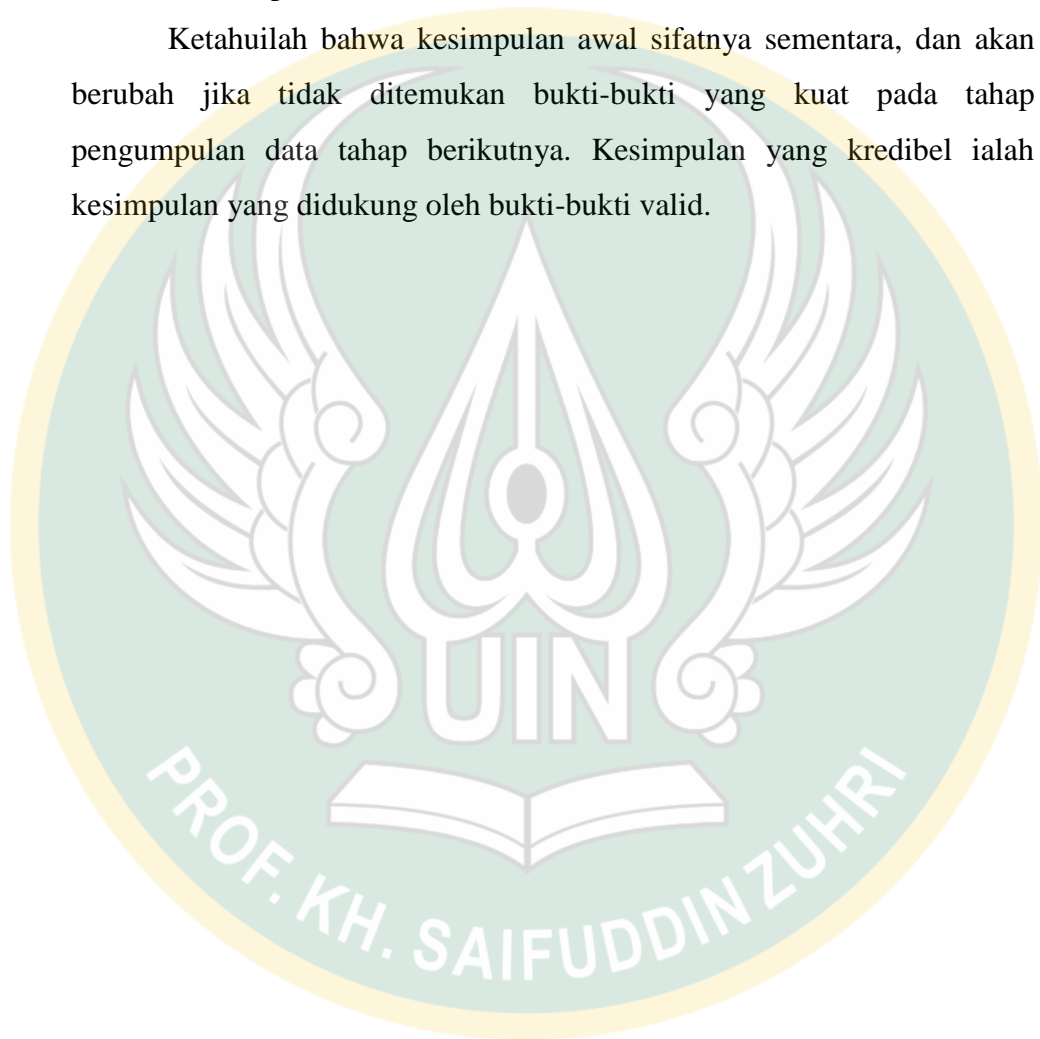 Ketahuilah bahwa kesimpulan awal sifatnya sementara, dan akan
berubah jika tidak ditemukan bukti-bukti yang kuat pada tahap
pengumpulan data tahap berikutnya. Kesimpulan yang kredibel ialah
kesimpulan yang didukung oleh bukti-bukti valid.
UIN
PROF. KH. SAIFUDDIN ZUHRI